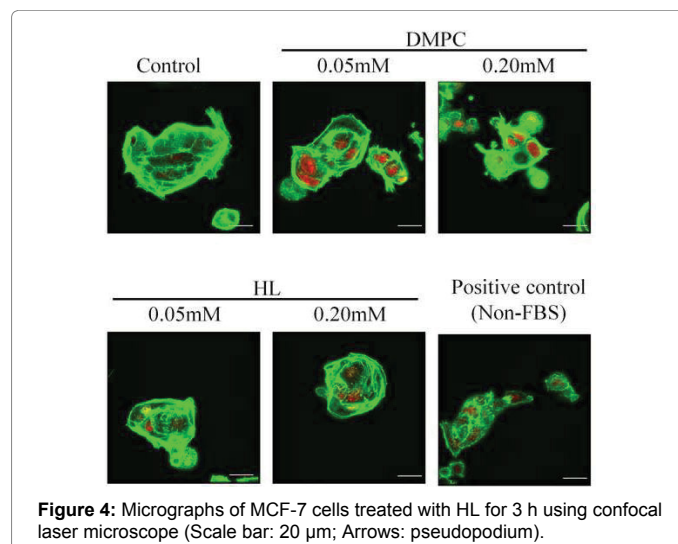 DMPC
Control 0.05mM 0.20mM
HL
0.05mM 0.20mM
Positive control
(Non-FBS)
Figure 4: Micrographs of MCF-7 cells treated with HL for 3 h using confocal
laser microscope (Scale bar: 20 µm; Arrows: pseudopodium).